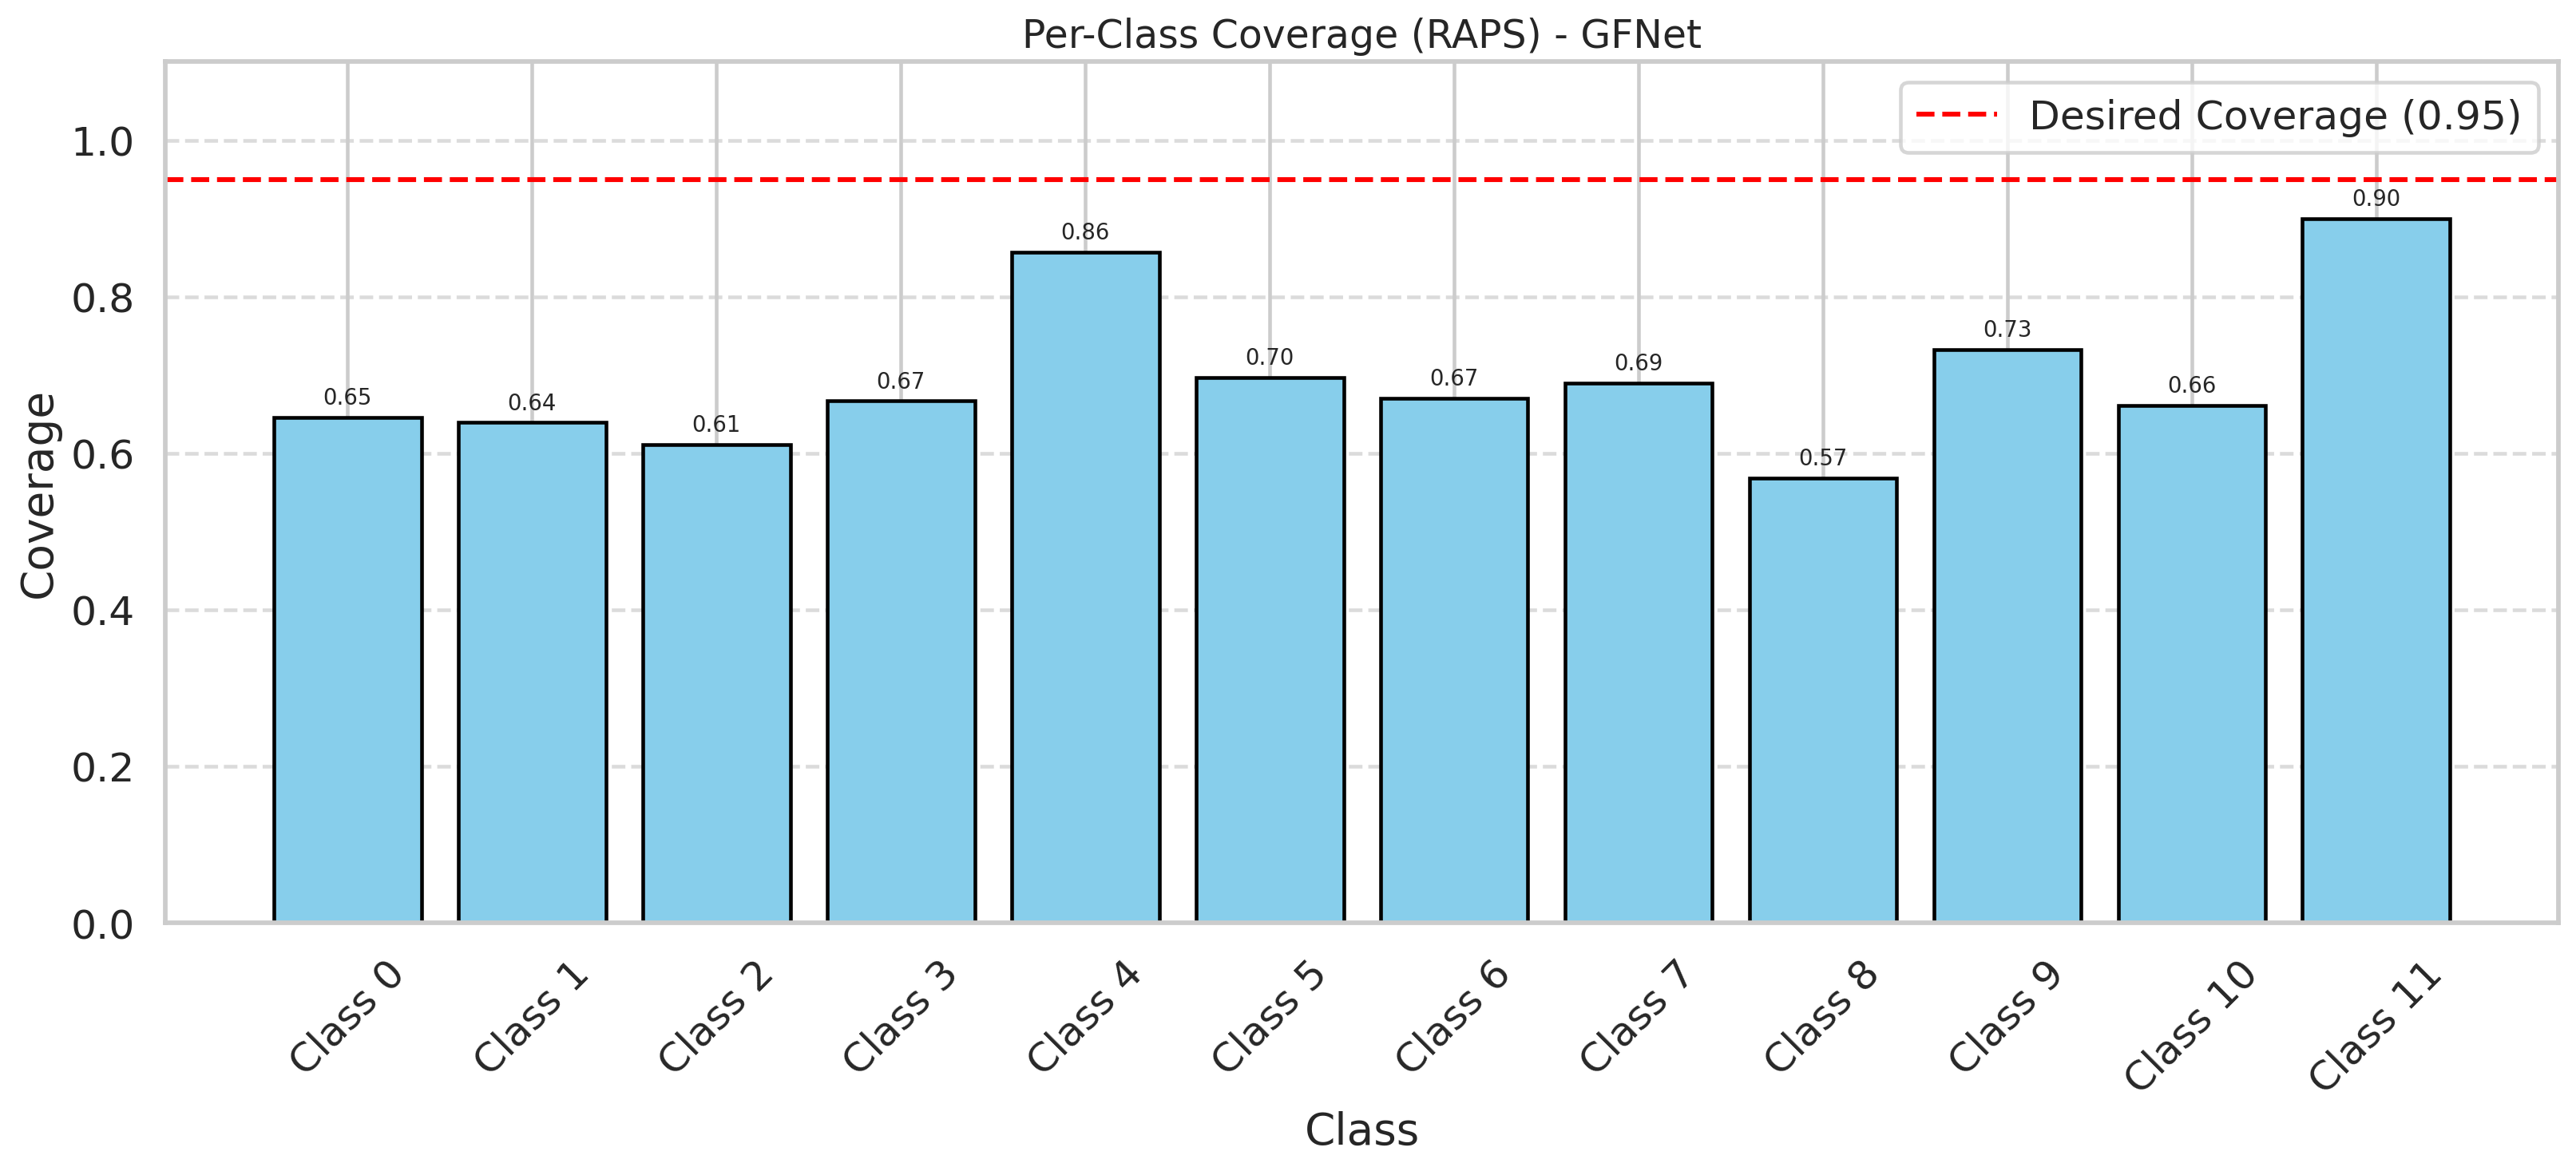 Per-Class Coverage (RAPS) - GFNet
Desired Coverage (0.95)
Coverage
1.0
0.8
0.6
0.4
0.2
0.0
0.65
0.64
0.61
0.67
0.86
0.70
0.67
0.69
0.57
0.73
0.66
0.90
Class 0
Class 1
Class 2
Class 3
Class 4
Class 5
Class 6
Class 7
Class 8
Class 9
Class 10
Class 11
Class